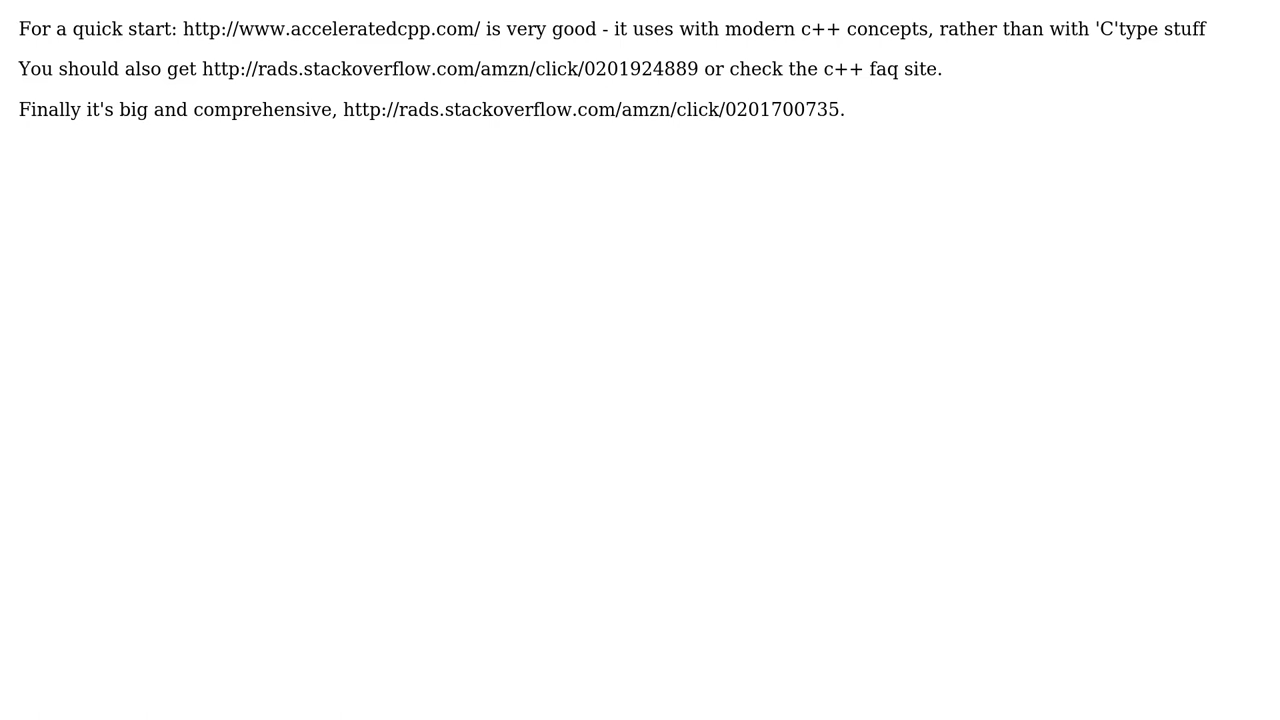 For a quick start: http://www.acceleratedcpp.com/ is very good - it uses with modern c++ concepts, rather than with 'C'type stuff
You should also get http://rads.stackoverflow.com/amzn/click/0201924889 or check the c++ faq site.
Finally it's big and comprehensive, http://rads.stackoverflow.com/amzn/click/0201700735.